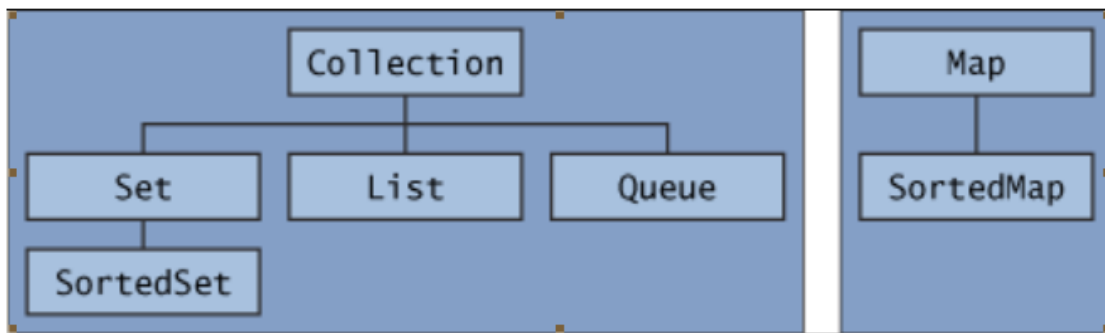 Collection
Map
Set
List
Queue
SortedMap
SortedSet